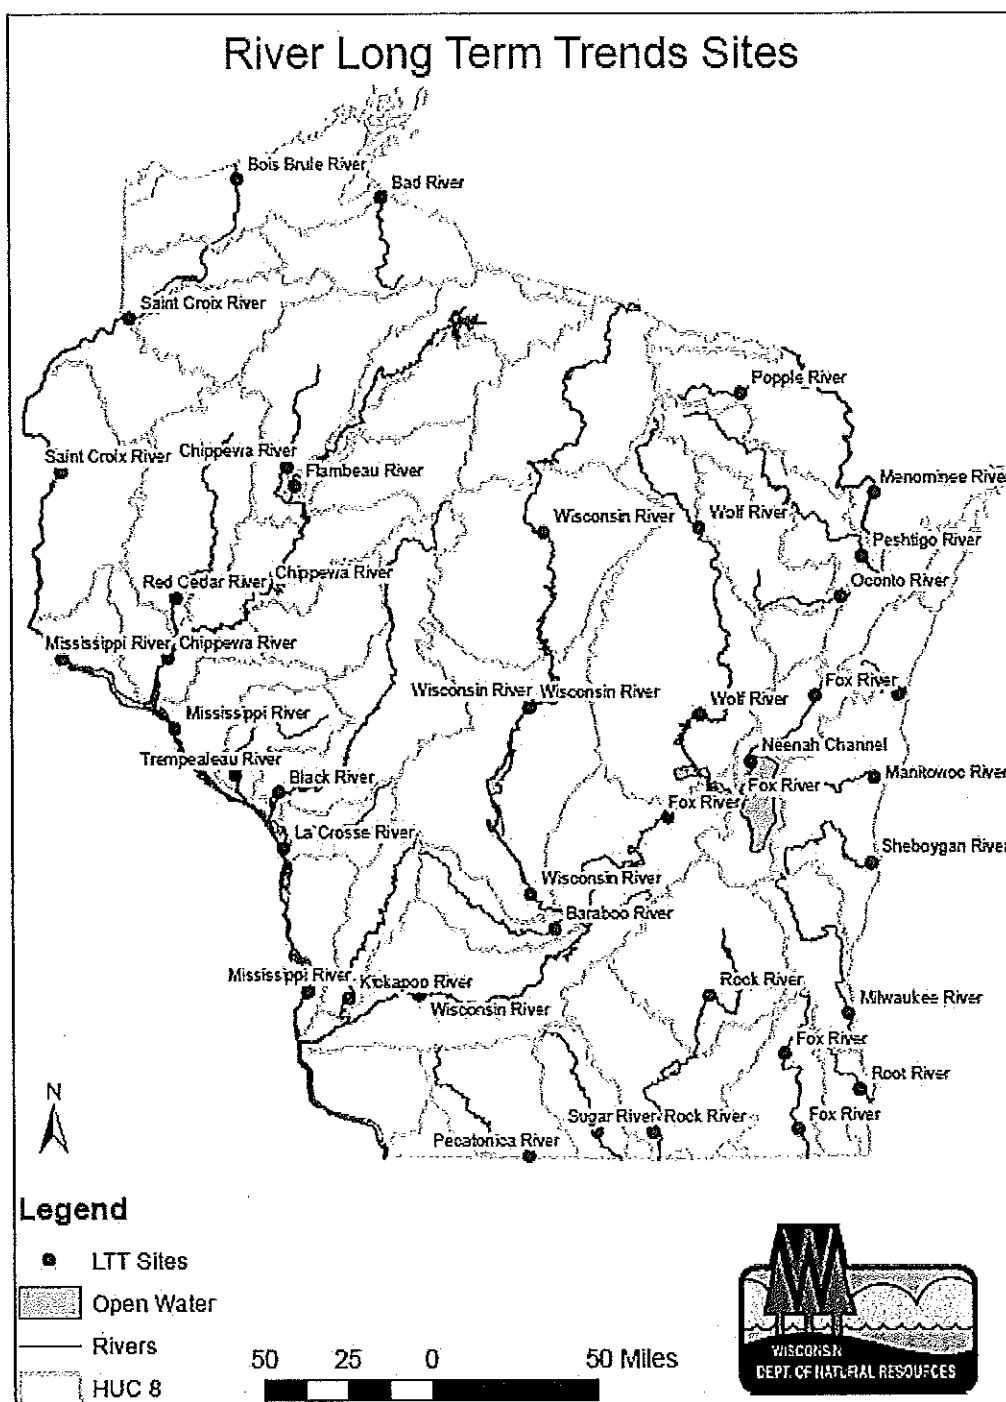 River Long Term Trends Sites
Bois Brule River
Bad River
Saint Croix River
Popple River
Saint Croix River
Chippewa River
Flambeau River
Menominee River
Wisconsin River
Wolf River
Peshtigo River
Chippewa River
Red Cedar River
Oconto River
Mississippi River
Chippewa River
Wisconsin River
Wisconsin River
Fox River
Mississippi River
Wolf River
Trempealeau River
Neenah Channel
Black River
Fox River
Manitowoc River
Fox River
La Crosse River
Sheboygan River
Wisconsin River
Baraboo River
Mississippi River
Kickapoo River
Rock River
Wisconsin River
Milwaukee River
Fox River
Root River
N
Sugar River
Rock River
Fox River
Pecatonica River
Legend
LTT Sites
Open Water
Rivers
HUC 8
50 25 0 50 Miles
W
WISCONSIN
DEPT. OF NATURAL RESOURCES